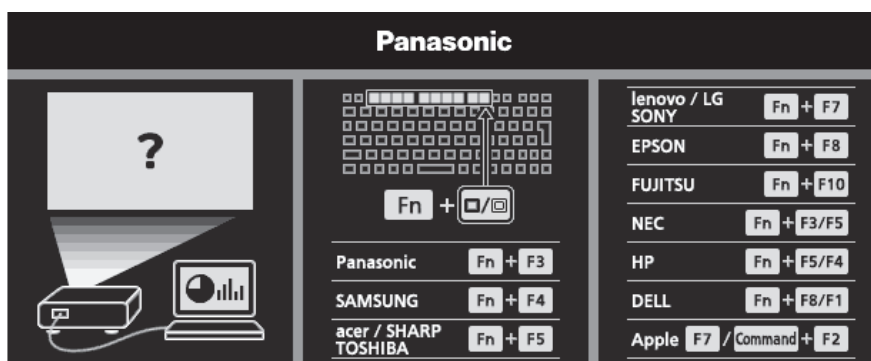 Panasonic
?
Fn + /
Panasonic Fn + F3
SAMSUNG Fn + F4
acer / SHARP
TOSHIBA Fn + F5
lenovo / LG
SONY Fn + F7
EPSON Fn + F8
FUJITSU Fn + F10
NEC Fn + F3/F5
HP Fn + F5/F4
DELL Fn + F8/F1
Apple F7 / Command + F2